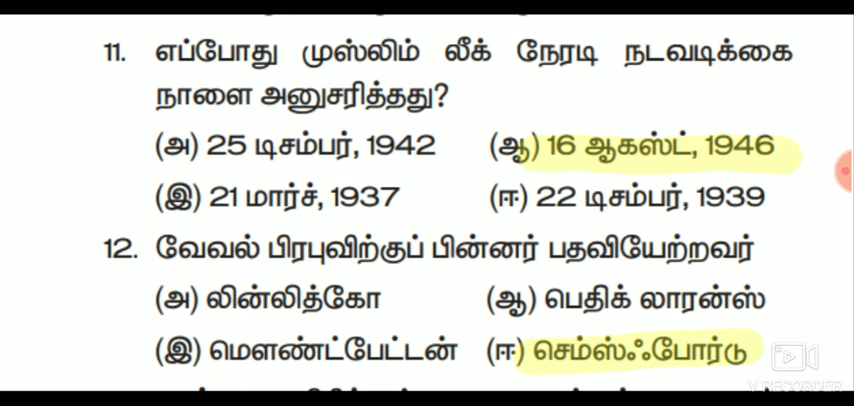 11. எப்போது முஸ்லிம் லீக் நேரடி நடவடிக்கை
நாளை அனுசரித்தது?
(அ) 25 டிசம்பர், 1942 (ஆ) 16 ஆகஸ்ட், 1946
(இ) 21 மார்ச், 1937 (ஈ) 22 டிசம்பர், 1939
12. வேவல் பிரபுவிற்குப் பின்னர் பதவியேற்றவர்
(அ) லின்லித்கோ (ஆ) பெதிக் லாரன்ஸ்
(இ) மௌண்ட்பேட்டன் (ஈ) செம்ஸ்ஃபோர்டு
V RECORDER